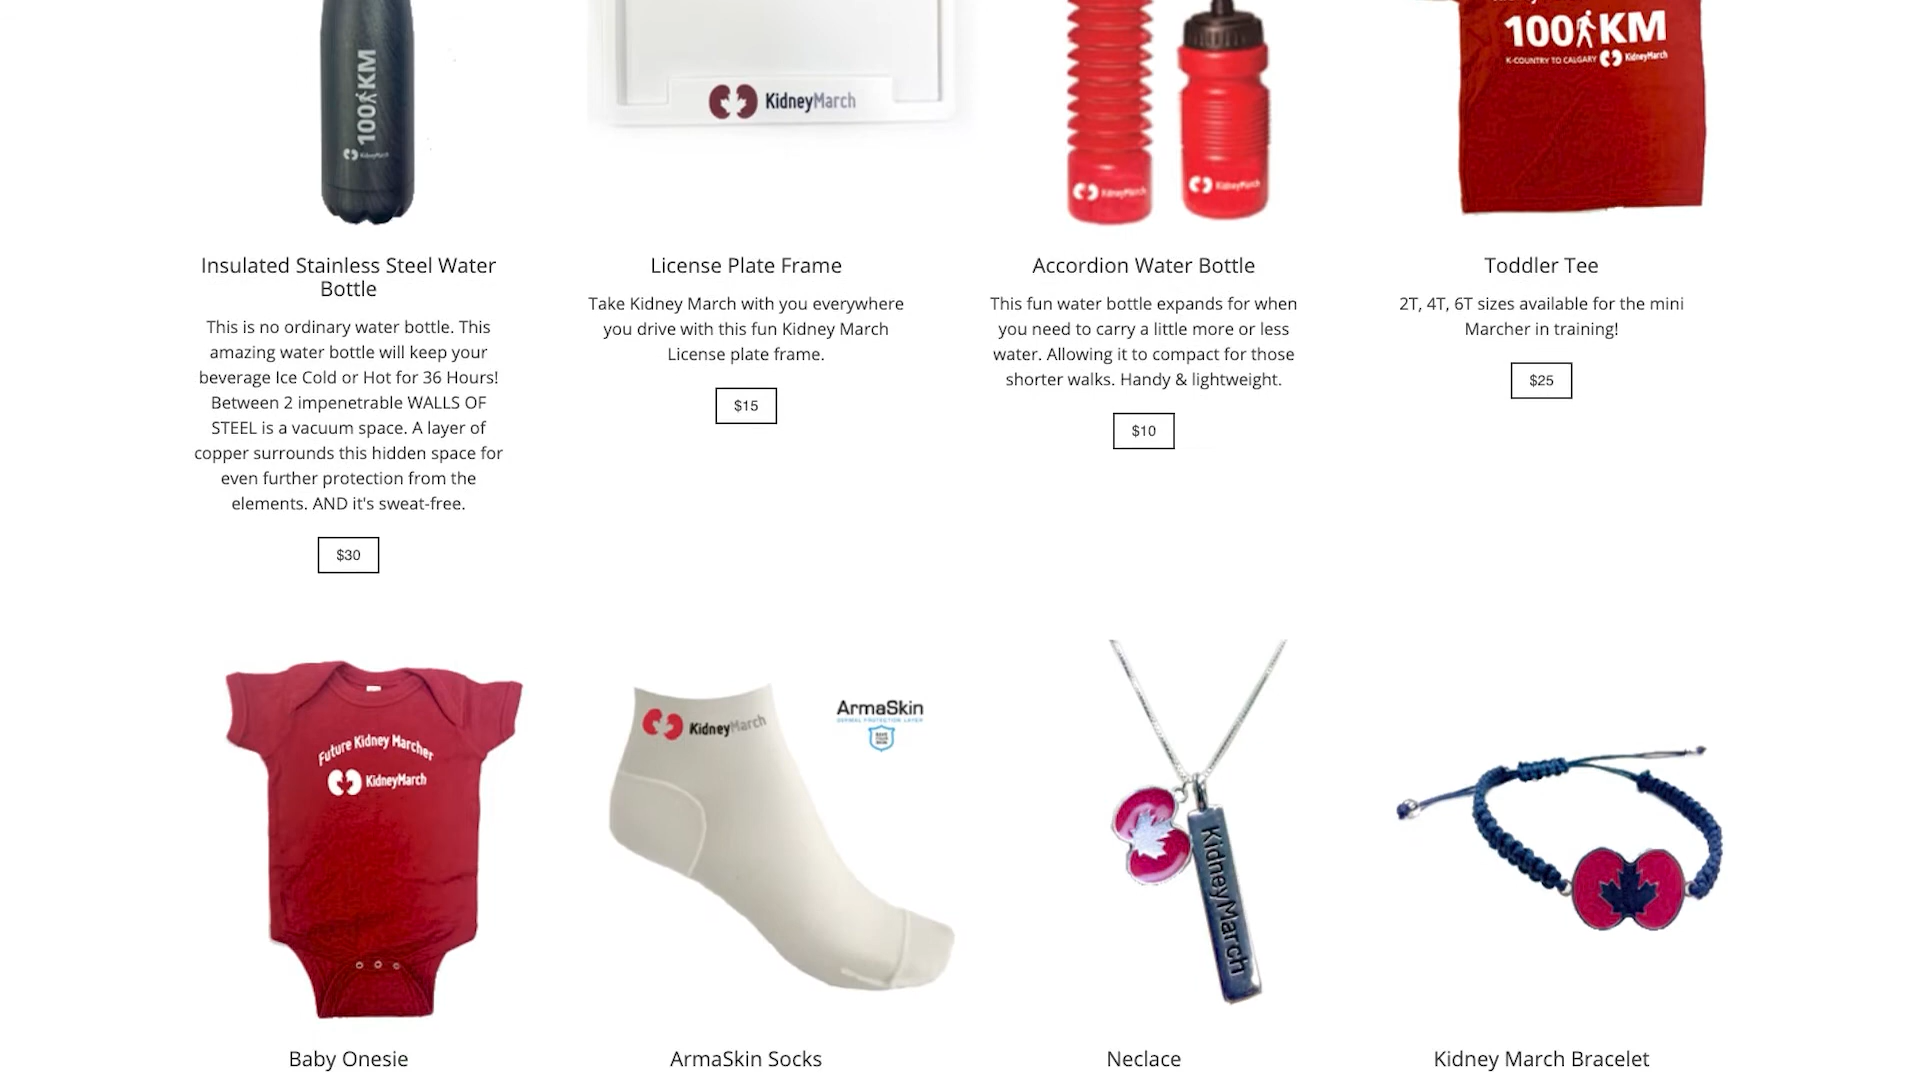 100KM
KidneyMarch
KidneyMarch
KidneyMarch
KidneyMarch
100KM
K-COUNTRY TO CALGARY KidneyMarch
Insulated Stainless Steel Water
Bottle
This is no ordinary water bottle. This
amazing water bottle will keep your
beverage Ice Cold or Hot for 36 Hours!
Between 2 impenetrable WALLS OF
STEEL is a vacuum space. A layer of
copper surrounds this hidden space for
even further protection from the
elements. AND it's sweat-free.
$30
License Plate Frame
Take Kidney March with you everywhere
you drive with this fun Kidney March
License plate frame.
$15
Accordion Water Bottle
This fun water bottle expands for when
you need to carry a little more or less
water. Allowing it to compact for those
shorter walks. Handy & lightweight.
$10
Toddler Tee
2T, 4T, 6T sizes available for the mini
Marcher in training!
$25
Future Kidney Marcher
KidneyMarch
KidneyMarch
ArmaSkin
DERMAL PROTECTION LAYER
KidneyMarch
Baby Onesie
ArmaSkin Socks
Neclace
Kidney March Bracelet